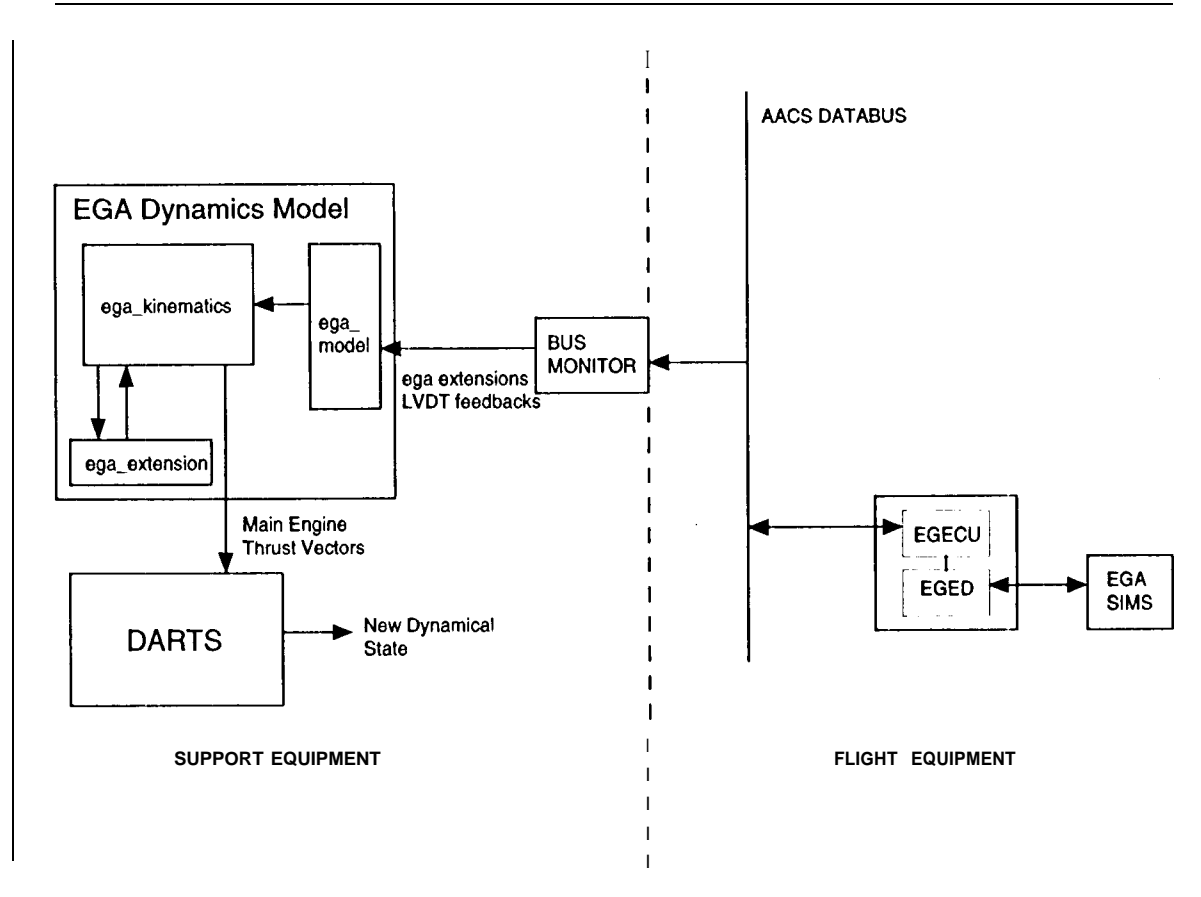 AACS DATABUS
EGA Dynamics Model
ega_kinematics
ega_
model
BUS
MONITOR
ega extensions
LVDT feedbacks
ega_extension
Main Engine
Thrust Vectors
EGECU
EGED
EGA
SIMS
DARTS
New Dynamical
State
SUPPORT EQUIPMENT
FLIGHT EQUIPMENT